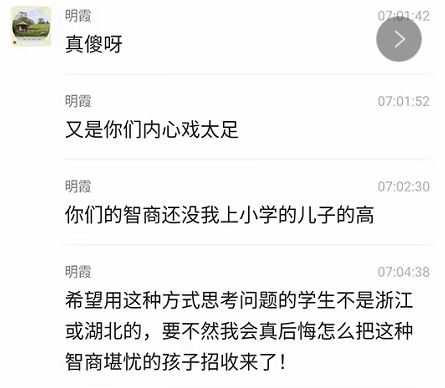 明霞
07:01:42
真傻呀
明霞
07:01:52
又是你们内心戏太足
明霞
07:02:30
你们的智商还没我上小学的儿子的高
明霞
07:04:38
希望用这种方式思考问题的学生不是浙江
或湖北的，要不然我会真后悔怎么把这种
智商堪忧的孩子招收来了！